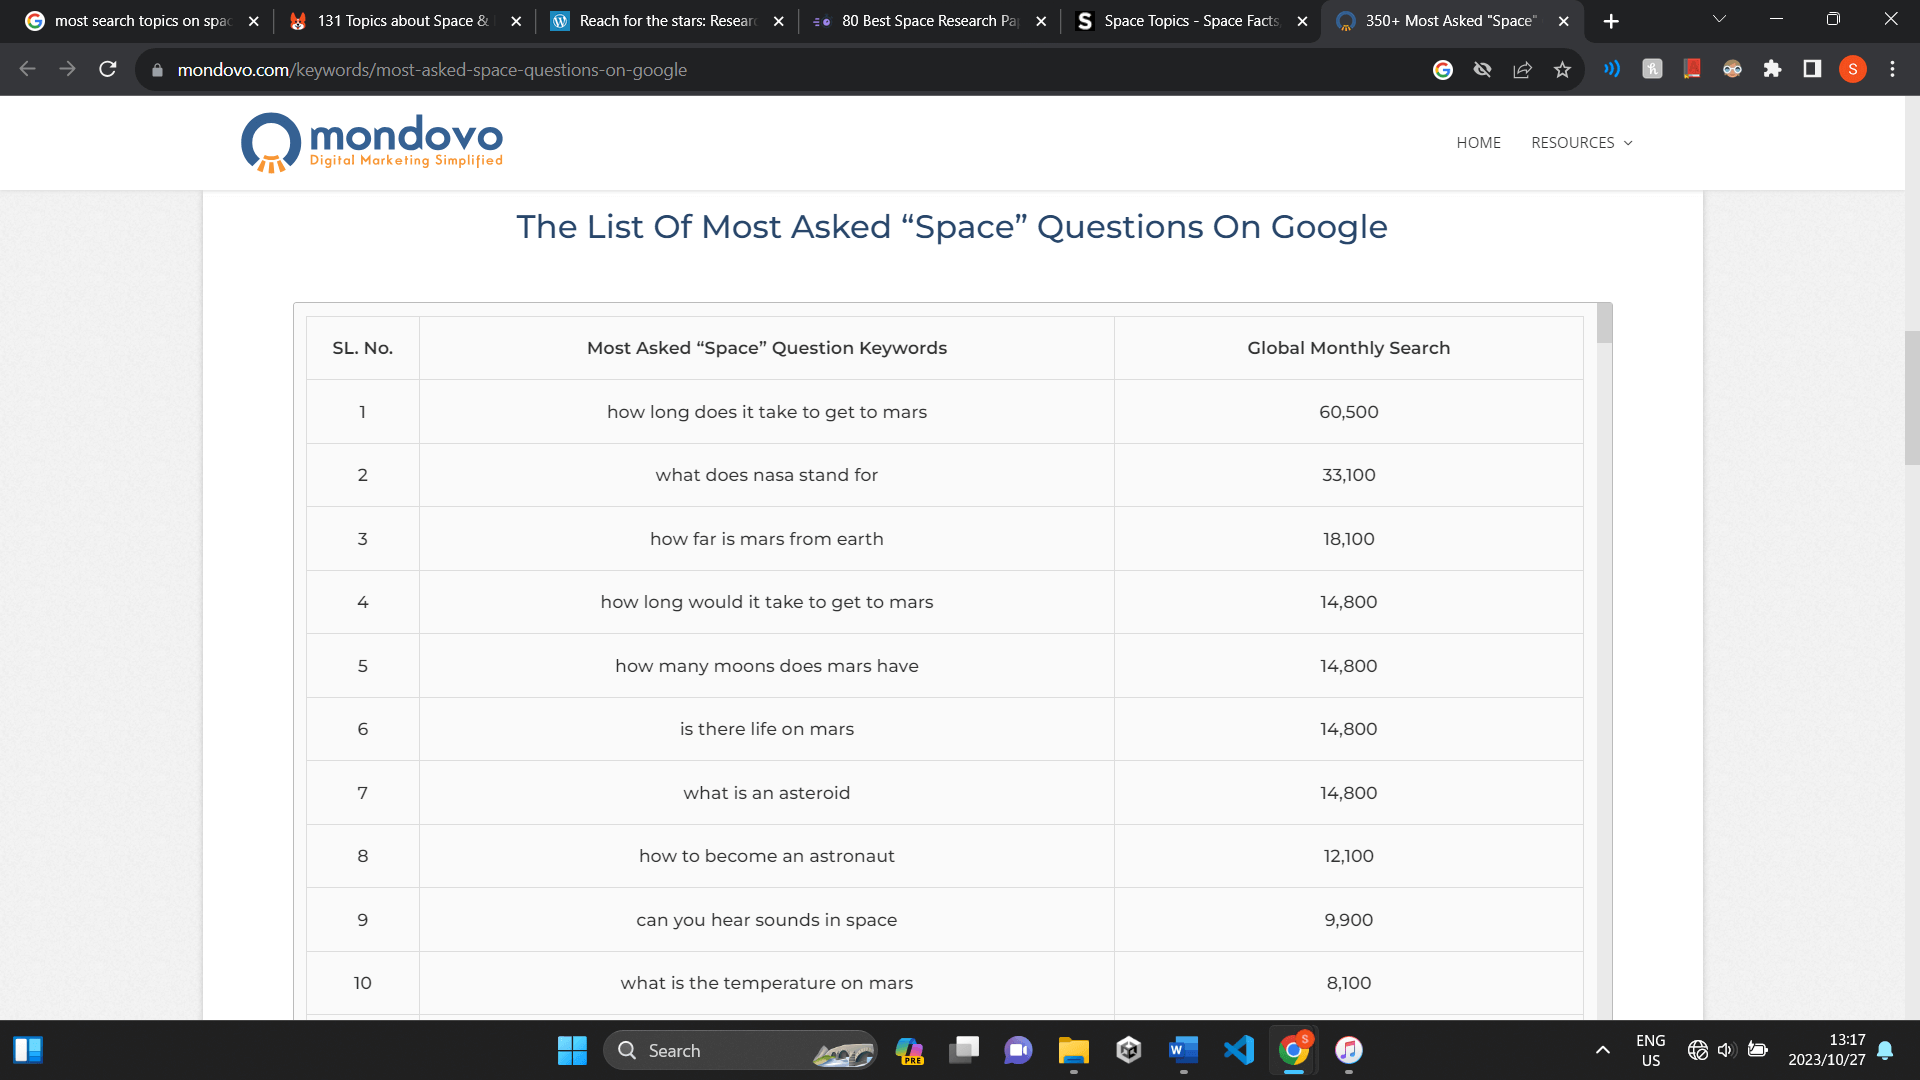 most search topics on spac
131 Topics about Space &
Reach for the stars: Resear
80 Best Space Research Pa
Space Topics - Space Facts,
350+ Most Asked "Space"
mondovo.com/keywords/most-asked-space-questions-on-google
S
mondovo
Digital Marketing Simplified
HOME
RESOURCES
The List Of Most Asked “Space” Questions On Google
SL. No. Most Asked “Space” Question Keywords Global Monthly Search
1 how long does it take to get to mars 60,500
2 what does nasa stand for 33,100
3 how far is mars from earth 18,100
4 how long would it take to get to mars 14,800
5 how many moons does mars have 14,800
6 is there life on mars 14,800
7 what is an asteroid 14,800
8 how to become an astronaut 12,100
9 can you hear sounds in space 9,900
10 what is the temperature on mars 8,100
Search
PRE
W
S
ENG
US
13:17
2023/10/27